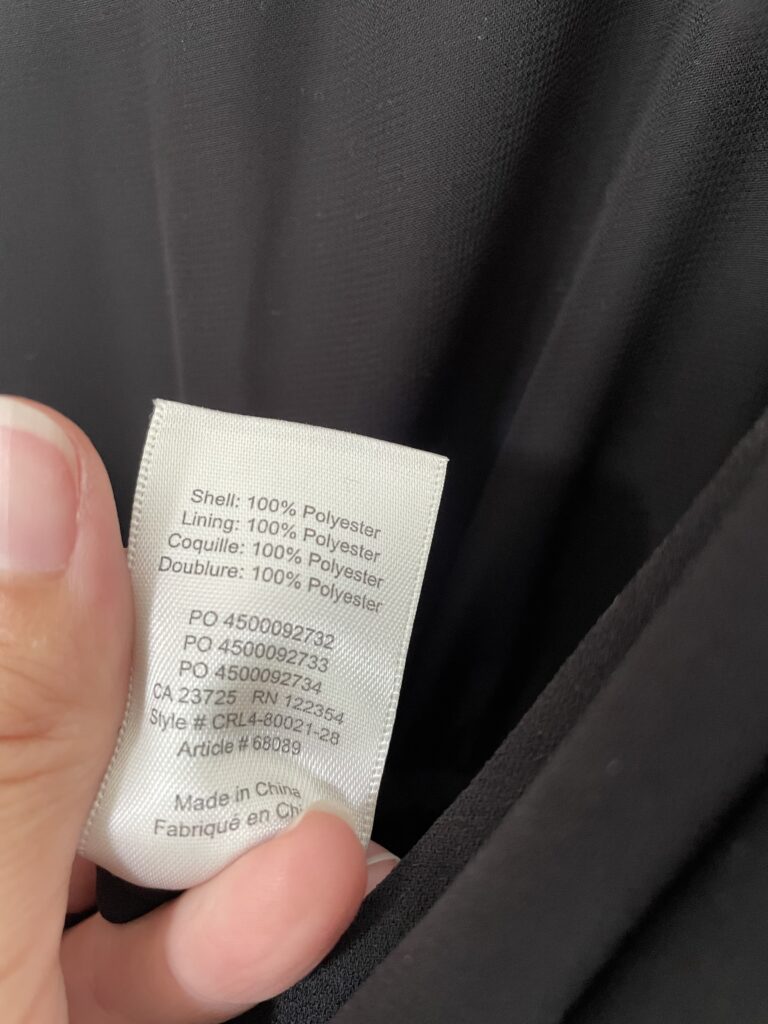 Shell: 100% Polyester
Lining: 100% Polyester
Coquille: 100% Polyester
Doublure: 100% Polyester
PO 4500092732
PO 4500092733
PO 4500092734
CA 23725 RN 122354
Style # CRL4-80021-28
Article # 68089
Made in China
Fabriqué en